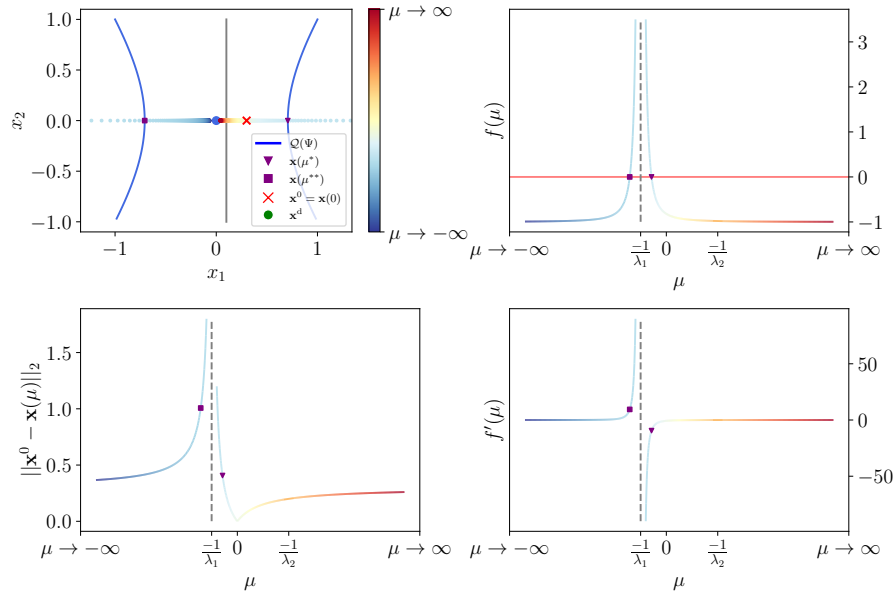 1.0
0.5
0.0
−0.5
−1.0
x₂
−1
0
1
x₁
Q(Ψ)
x(μ*)
x(μ**)
x⁰ = x(0)
xᵈ
μ → ∞
μ → −∞
3
2
1
0
−1
f(μ)
μ → −∞
−1/λ₁
0
−1/λ₂
μ → ∞
μ
1.5
1.0
0.5
0.0
||x⁰ − x(μ)||₂
μ → −∞
−1/λ₁
0
−1/λ₂
μ → ∞
μ
50
0
−50
f′(μ)
μ → −∞
−1/λ₁
0
−1/λ₂
μ → ∞
μ